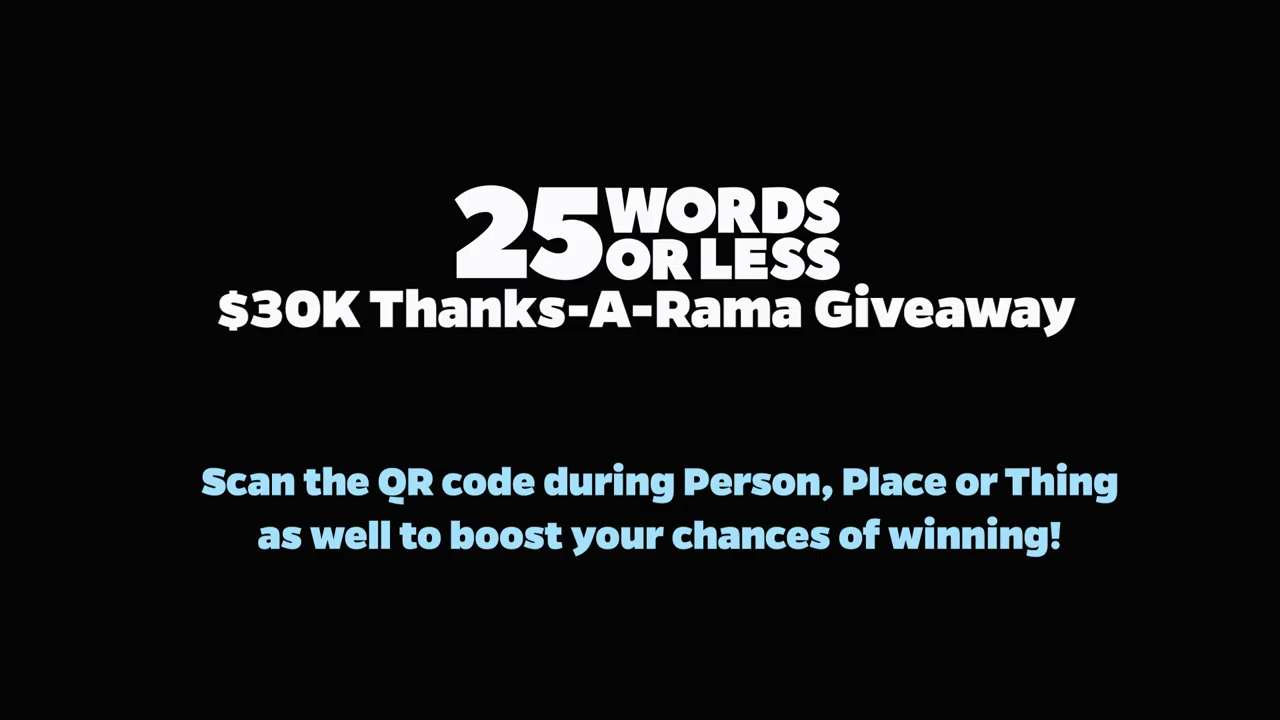 25 WORDS
OR LESS
$30K Thanks-A-Rama Giveaway
Scan the QR code during Person, Place or Thing
as well to boost your chances of winning!